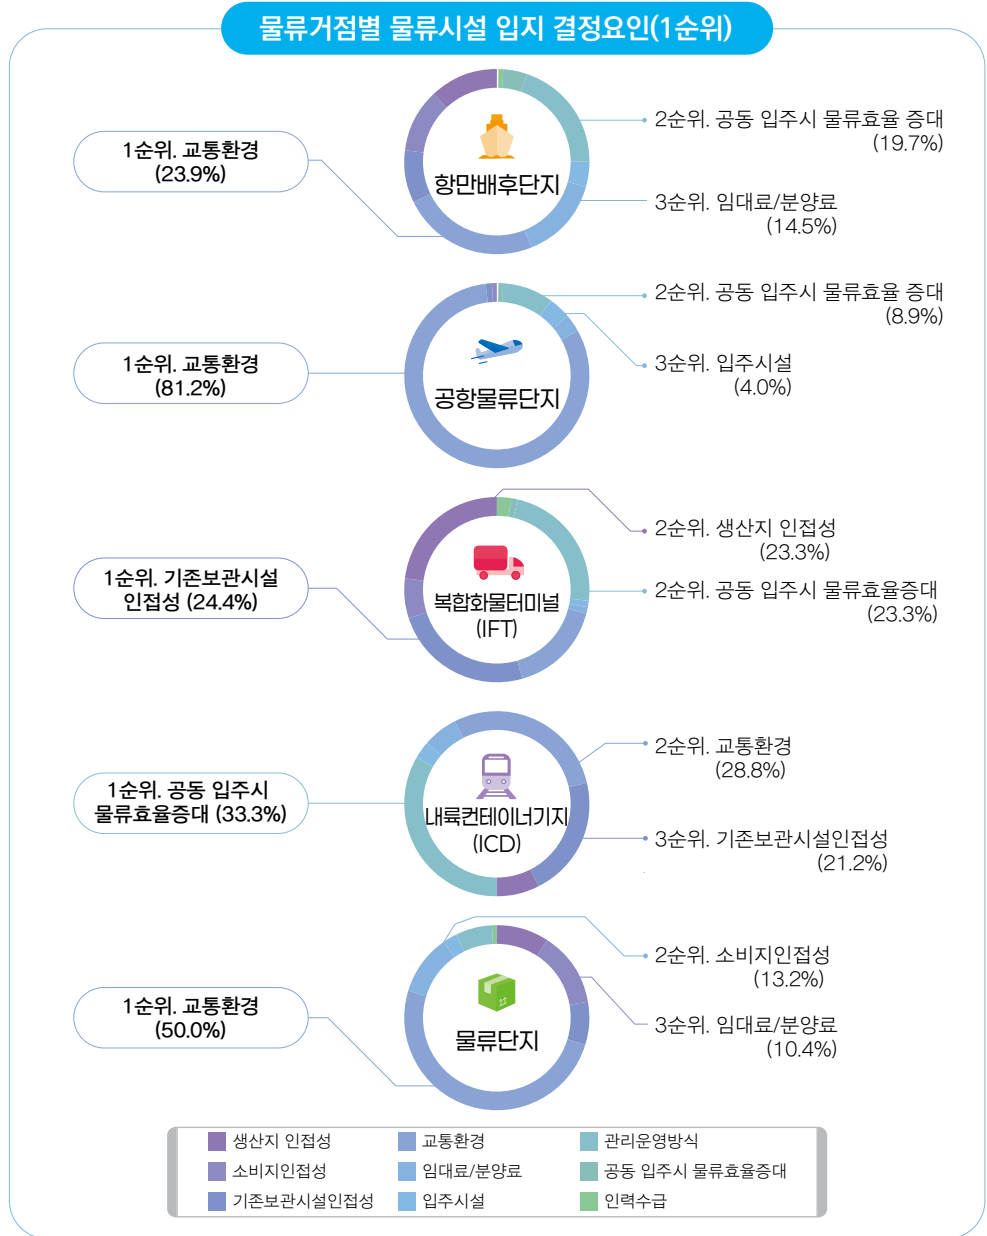 물류거점별 물류시설 입지 결정요인(1순위)
1순위. 교통환경
(23.9%)
항만배후단지
2순위. 공동 입주시 물류효율 증대
(19.7%)
3순위. 임대료/분양료
(14.5%)
1순위. 교통환경
(81.2%)
공항물류단지
2순위. 공동 입주시 물류효율 증대
(8.9%)
3순위. 입주시설
(4.0%)
1순위. 기존보관시설
인접성 (24.4%)
복합화물터미널
(IFT)
2순위. 생산지 인접성
(23.3%)
2순위. 공동 입주시 물류효율증대
(23.3%)
1순위. 공동 입주시
물류효율증대 (33.3%)
내륙컨테이너기지
(ICD)
2순위. 교통환경
(28.8%)
3순위. 기존보관시설인접성
(21.2%)
1순위. 교통환경
(50.0%)
물류단지
2순위. 소비지인접성
(13.2%)
3순위. 임대료/분양료
(10.4%)
생산지 인접성
교통환경
관리운영방식
소비지인접성
임대료/분양료
공동 입주시 물류효율증대
기존보관시설인접성
입주시설
인력수급